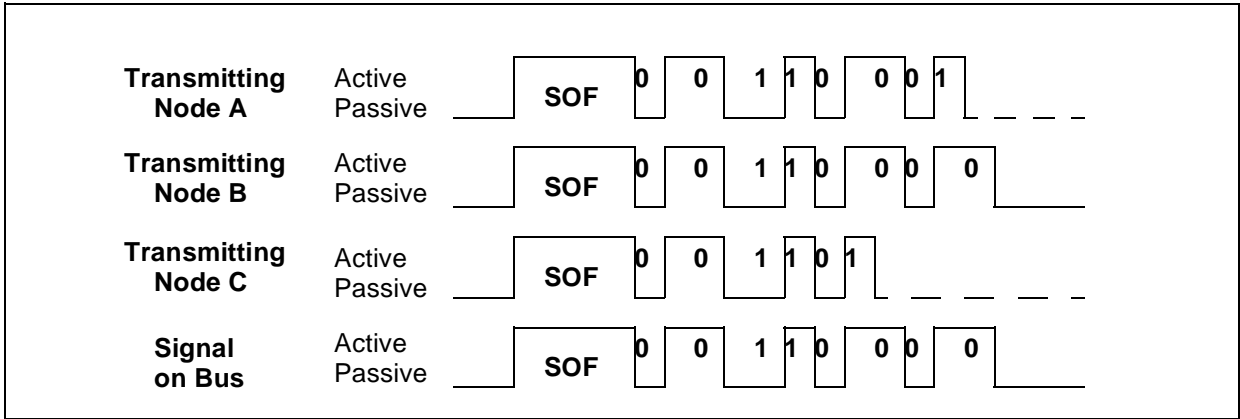 Transmitting Node A
Active
Passive
SOF 0 0 1 1 0 0 0 1
Transmitting Node B
Active
Passive
SOF 0 0 1 1 0 0 0 0
Transmitting Node C
Active
Passive
SOF 0 0 1 1 0 1
Signal on Bus
Active
Passive
SOF 0 0 1 1 0 0 0 0